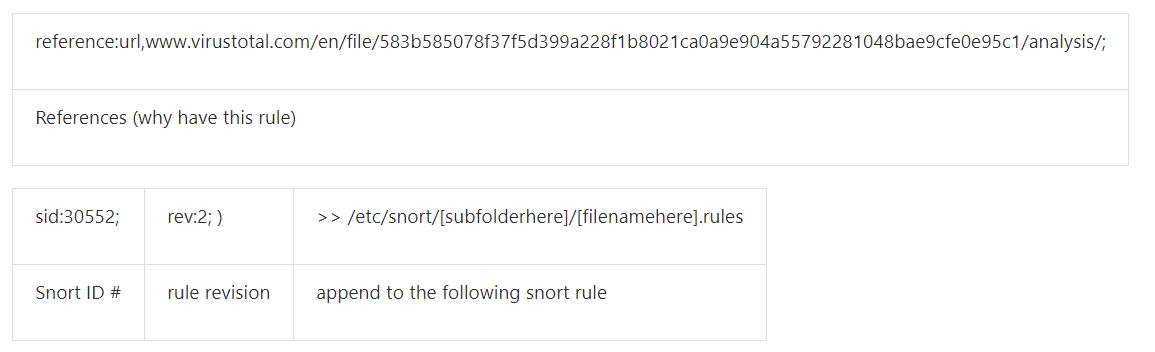 reference:url,www.virustotal.com/en/file/583b585078f37f5d399a228f1b8021ca0a9e904a55792281048bae9cfe0e95c1/analysis/;
References (why have this rule)
sid:30552; rev:2; ) >> /etc/snort/[subfolderhere]/[filenamehere].rules
Snort ID # rule revision append to the following snort rule